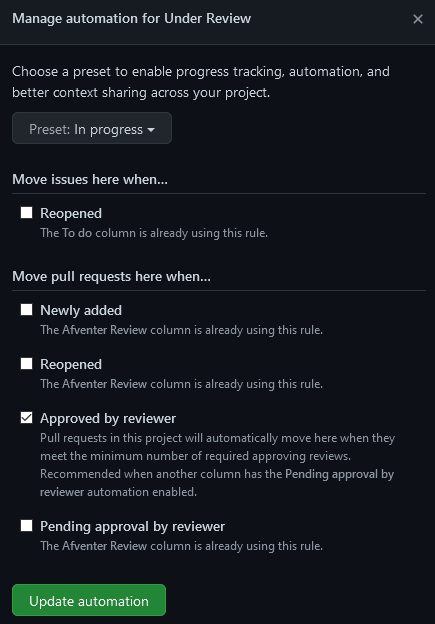 Manage automation for Under Review
Choose a preset to enable progress tracking, automation, and
better context sharing across your project.
Preset: In progress
Move issues here when...
Reopened
The To do column is already using this rule.
Move pull requests here when...
Newly added
The Afventer Review column is already using this rule.
Reopened
The Afventer Review column is already using this rule.
Approved by reviewer
Pull requests in this project will automatically move here when they
meet the minimum number of required approving reviews.
Recommended when another column has the Pending approval by
reviewer automation enabled.
Pending approval by reviewer
The Afventer Review column is already using this rule.
Update automation